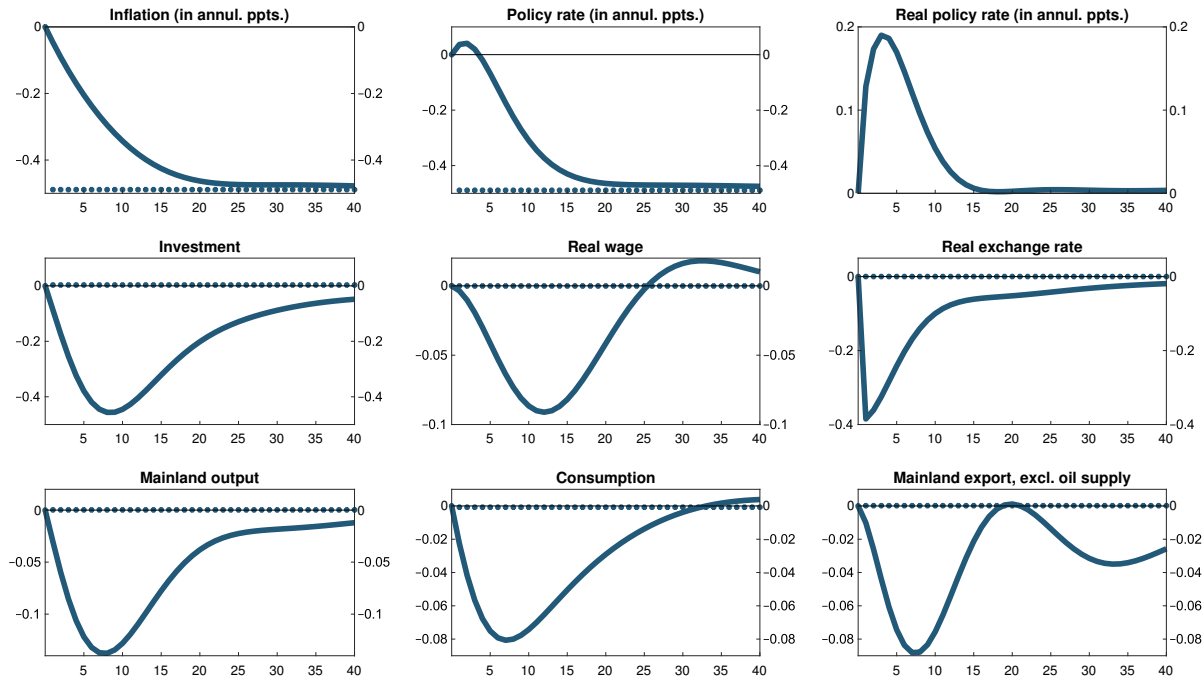 Inflation (in annul. ppts.)
0 0
−0.2 −0.2
−0.4 −0.4
5 10 15 20 25 30 35 40
Policy rate (in annul. ppts.)
0 0
−0.2 −0.2
−0.4 −0.4
5 10 15 20 25 30 35 40
Real policy rate (in annul. ppts.)
0.2 0.2
0.1 0.1
0 0
5 10 15 20 25 30 35 40
Investment
0 0
−0.2 −0.2
−0.4 −0.4
5 10 15 20 25 30 35 40
Real wage
0 0
−0.05 −0.05
−0.1 −0.1
5 10 15 20 25 30 35 40
Real exchange rate
0 0
−0.2 −0.2
−0.4 −0.4
5 10 15 20 25 30 35 40
Mainland output
0 0
−0.05 −0.05
−0.1 −0.1
5 10 15 20 25 30 35 40
Consumption
0 0
−0.02 −0.02
−0.04 −0.04
−0.06 −0.06
−0.08 −0.08
5 10 15 20 25 30 35 40
Mainland export, excl. oil supply
0 0
−0.02 −0.02
−0.04 −0.04
−0.06 −0.06
−0.08 −0.08
5 10 15 20 25 30 35 40